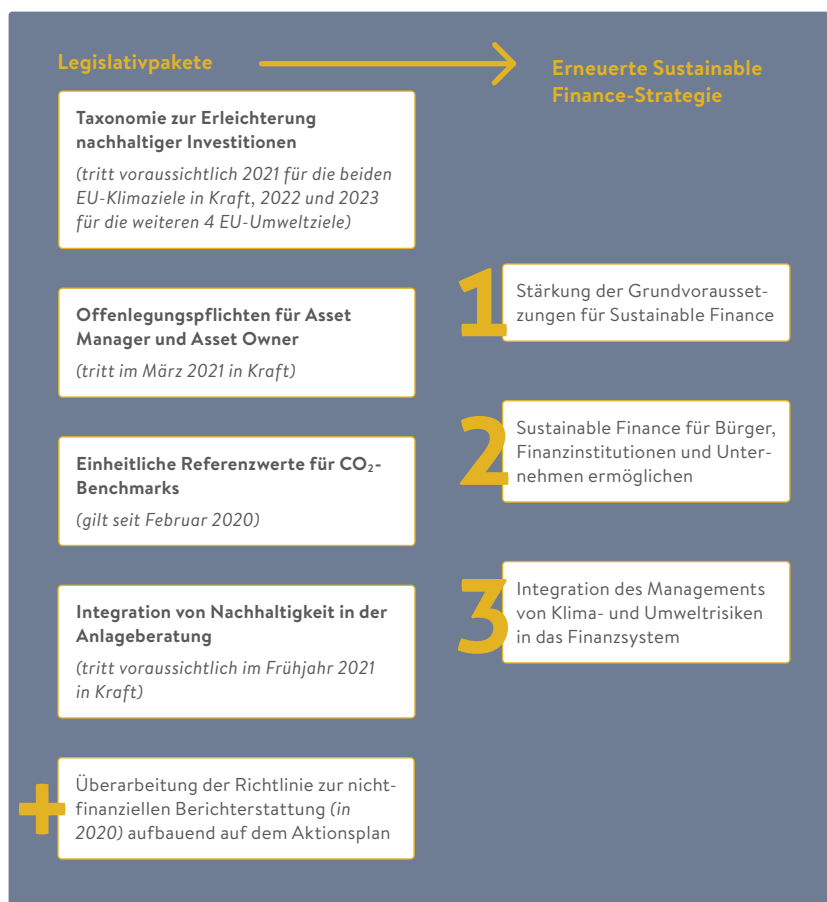 Legislativpakete
Taxonomie zur Erleichterung
nachhaltiger Investitionen
(tritt voraussichtlich 2021 für die beiden
EU-Klimaziele in Kraft, 2022 und 2023
für die weiteren 4 EU-Umweltziele)
Offenlegungspflichten für Asset
Manager und Asset Owner
(tritt im März 2021 in Kraft)
Einheitliche Referenzwerte für CO₂-
Benchmarks
(gilt seit Februar 2020)
Integration von Nachhaltigkeit in der
Anlageberatung
(tritt voraussichtlich im Frühjahr 2021
in Kraft)
+
Überarbeitung der Richtlinie zur nicht-
finanziellen Berichterstattung (in
2020) aufbauend auf dem Aktionsplan
Erneuerte Sustainable
Finance-Strategie
1
Stärkung der Grundvorausset-
zungen für Sustainable Finance
2
Sustainable Finance für Bürger,
Finanzinstitutionen und Unter-
nehmen ermöglichen
3
Integration des Managements
von Klima- und Umweltrisiken
in das Finanzsystem